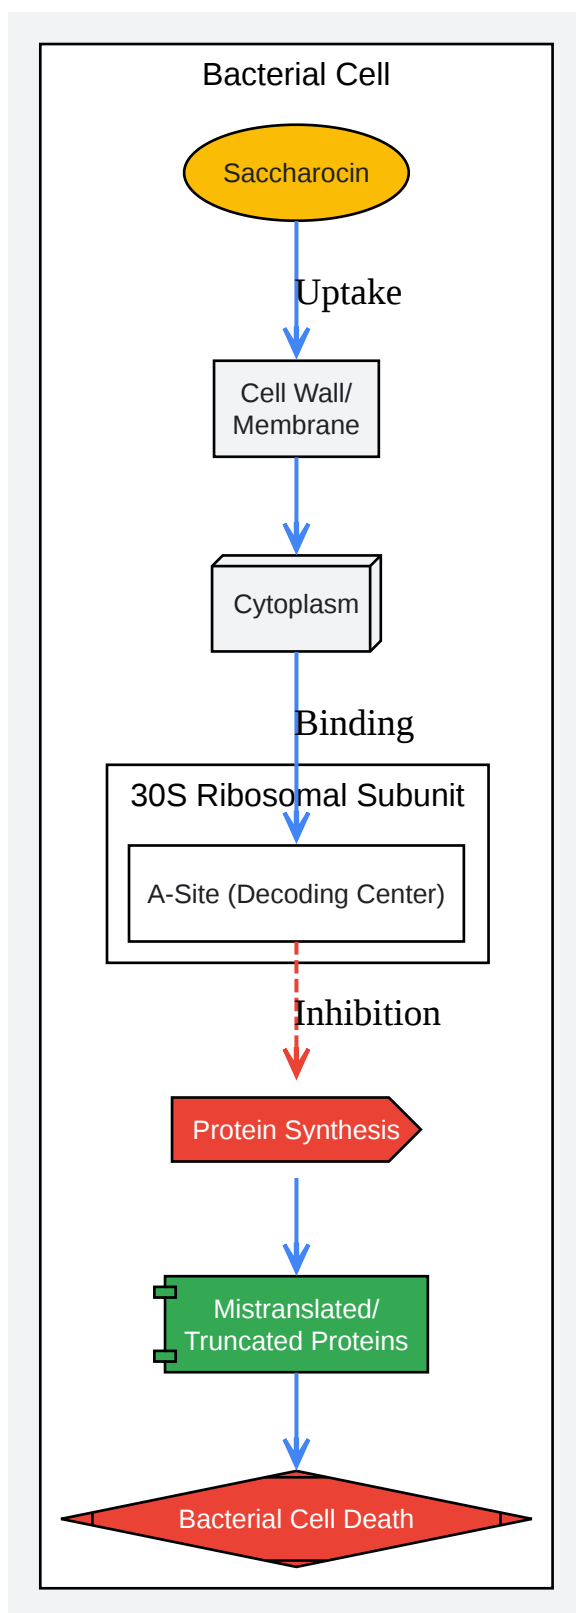 Bacterial Cell
Saccharocin
Uptake
Cell Wall/
Membrane
Cytoplasm
Binding
30S Ribosomal Subunit
A-Site (Decoding Center)
Inhibition
Protein Synthesis
Mistranslated/
Truncated Proteins
Bacterial Cell Death